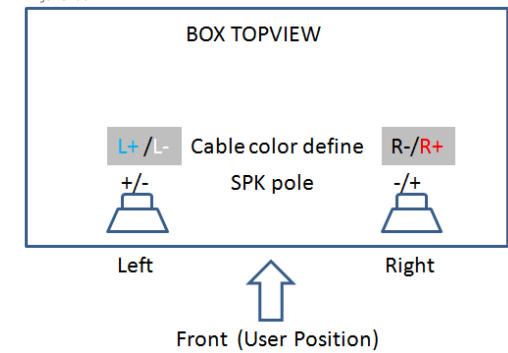 BOX TOPVIEW
L+ /L- Cable color define R-/R+
+/- SPK pole -/+
Left Right
Front (User Position)